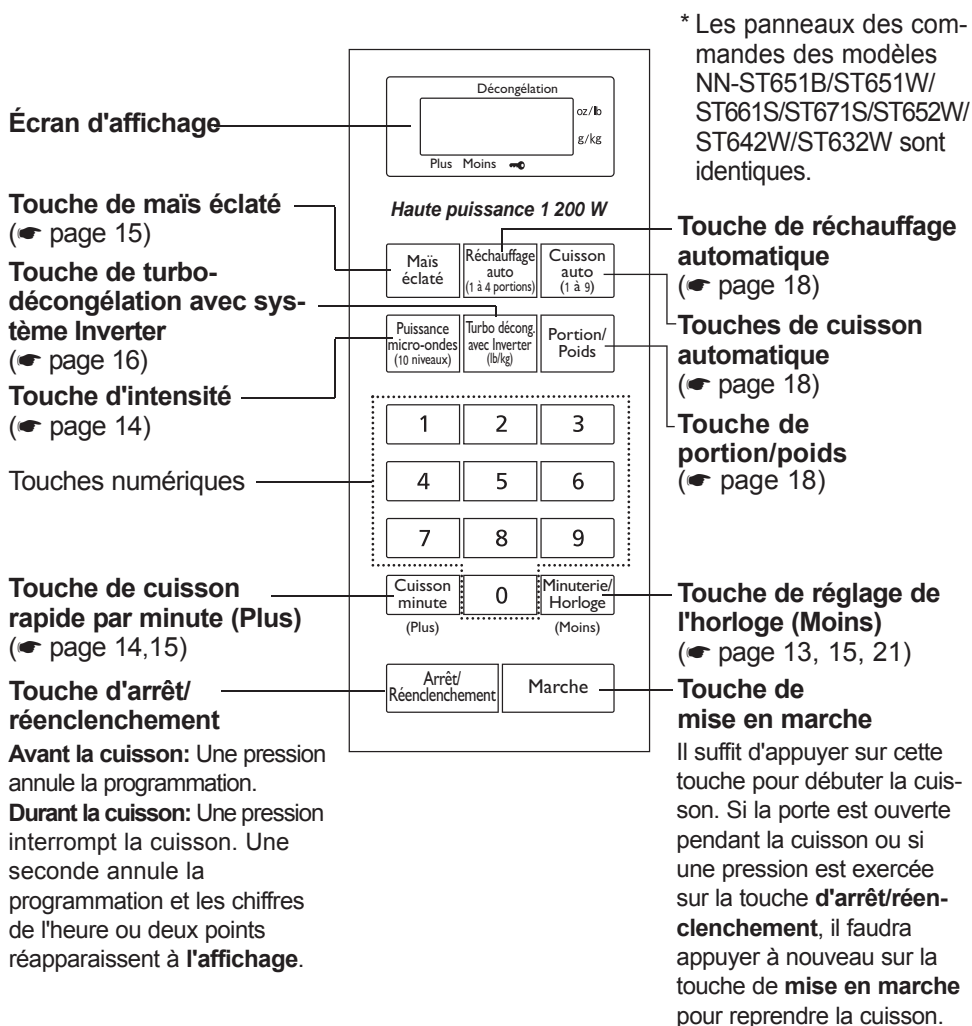 * Les panneaux des com-
mandes des modèles
NN-ST651B/ST651W/
ST661S/ST671S/ST652W/
ST642W/ST632W sont
identiques.
Écran d'affichage
Décongélation
oz/lb
g/kg
Plus Moins
Haute puissance 1 200 W
Touche de maïs éclaté
(☛ page 15)
Touche de turbo-
décongélation avec sys-
tème Inverter
(☛ page 16)
Touche d'intensité
(☛ page 14)
Touches numériques
Touche de cuisson
rapide par minute (Plus)
(☛ page 14,15)
Touche d'arrêt/
réenclenchement
Avant la cuisson: Une pression
annule la programmation.
Durant la cuisson: Une pression
interrompt la cuisson. Une
seconde annule la
programmation et les chiffres
de l'heure ou deux points
réapparaissent à l'affichage.
Maïs
éclaté
Réchauffage
auto
(1 à 4 portions)
Cuisson
auto
(1 à 9)
Puissance
micro-ondes
(10 niveaux)
Turbo décong.
avec Inverter
(lb/kg)
Portion/
Poids
1 2 3
4 5 6
7 8 9
Cuisson
minute
(Plus)
0
Minuterie/
Horloge
(Moins)
Arrêt/
Réenclenchement
Marche
Touche de réchauffage
automatique
(☛ page 18)
Touches de cuisson
automatique
(☛ page 18)
Touche de
portion/poids
(☛ page 18)
Touche de réglage de
l'horloge (Moins)
(☛ page 13, 15, 21)
Touche de
mise en marche
Il suffit d'appuyer sur cette
touche pour débuter la cuis-
son. Si la porte est ouverte
pendant la cuisson ou si
une pression est exercée
sur la touche d'arrêt/réen-
clenchement, il faudra
appuyer à nouveau sur la
touche de mise en marche
pour reprendre la cuisson.